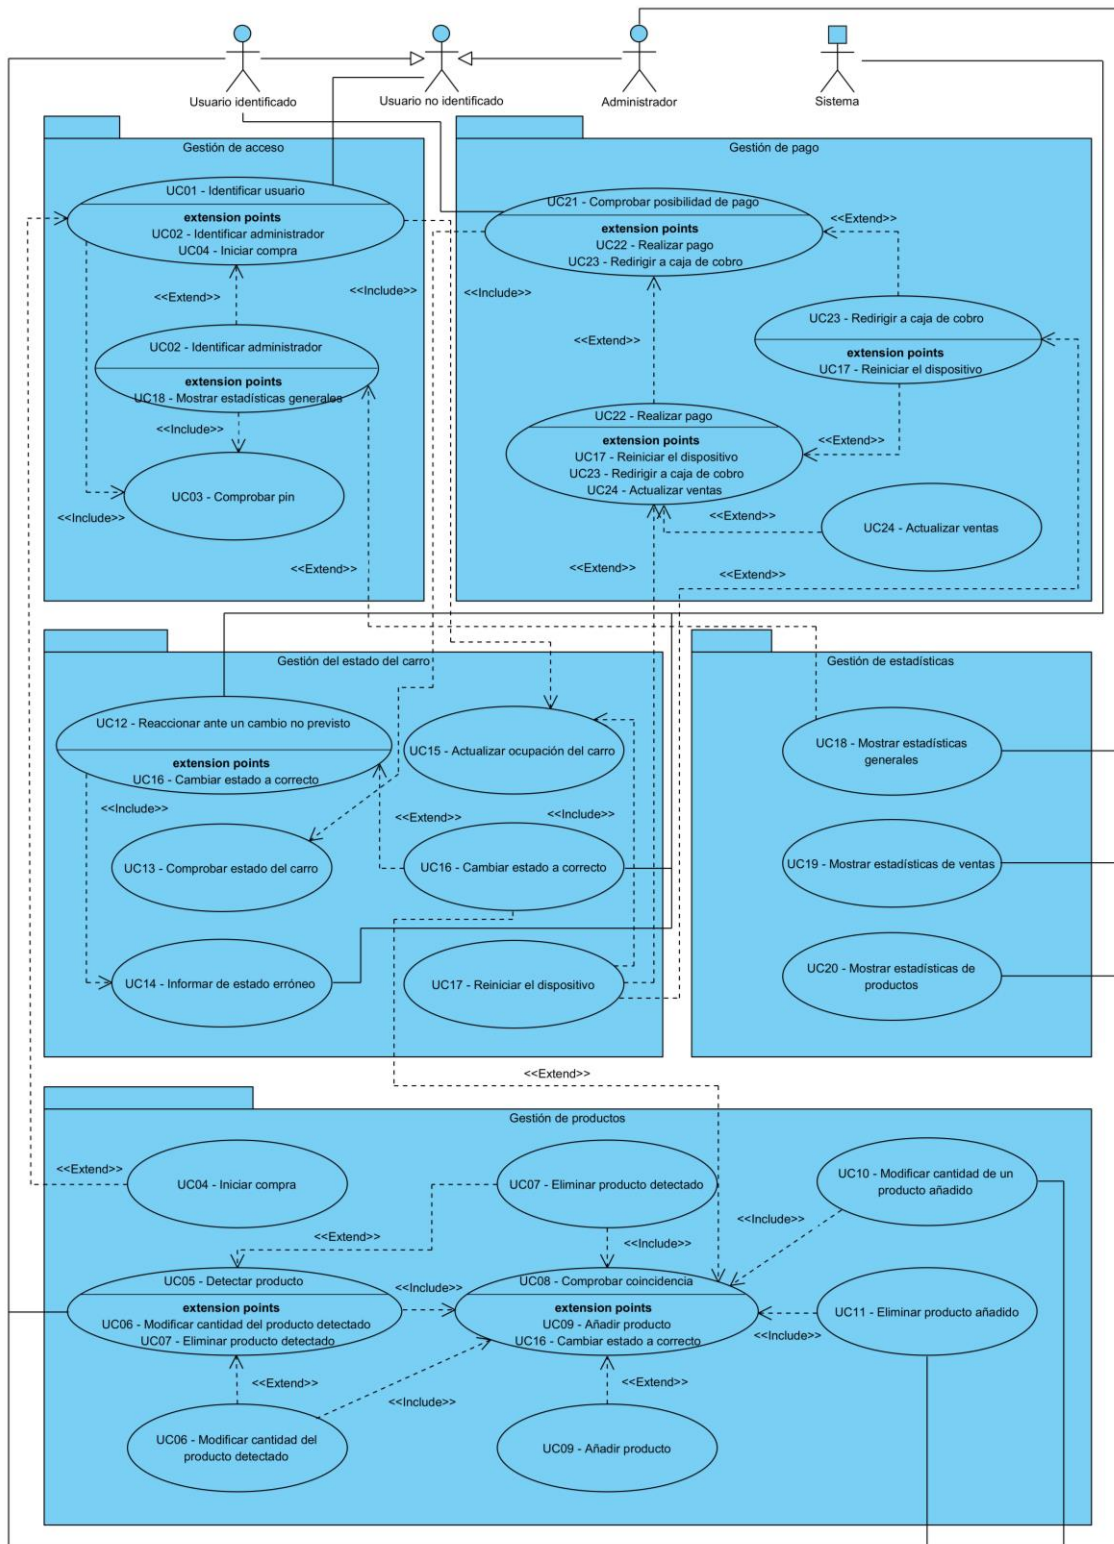 Usuario identificado
Usuario no identificado
Administrador
Sistema
Gestión de acceso
UC01 - Identificar usuario
extension points
UC02 - Identificar administrador
UC04 - Iniciar compra
<<Extend>>
<<Include>>
UC02 - Identificar administrador
extension points
UC18 - Mostrar estadísticas generales
<<Include>>
UC03 - Comprobar pin
<<Include>>
<<Extend>>
Gestión de pago
UC21 - Comprobar posibilidad de pago
extension points
UC22 - Realizar pago
UC23 - Redirigir a caja de cobro
<<Extend>>
<<Include>>
<<Extend>>
UC23 - Redirigir a caja de cobro
extension points
UC17 - Reiniciar el dispositivo
UC22 - Realizar pago
extension points
UC17 - Reiniciar el dispositivo
UC23 - Redirigir a caja de cobro
UC24 - Actualizar ventas
<<Extend>>
<<Extend>>
UC24 - Actualizar ventas
<<Extend>>
<<Extend>>
Gestión del estado del carro
UC12 - Reaccionar ante un cambio no previsto
extension points
UC16 - Cambiar estado a correcto
UC15 - Actualizar ocupación del carro
<<Include>>
<<Extend>>
<<Include>>
UC13 - Comprobar estado del carro
UC16 - Cambiar estado a correcto
UC14 - Informar de estado erróneo
UC17 - Reiniciar el dispositivo
Gestión de estadísticas
UC18 - Mostrar estadísticas
generales
UC19 - Mostrar estadísticas de ventas
UC20 - Mostrar estadísticas de
productos
<<Extend>>
Gestión de productos
<<Extend>>
UC04 - Iniciar compra
UC07 - Eliminar producto detectado
UC10 - Modificar cantidad de un
producto añadido
<<Extend>>
<<Include>>
<<Include>>
UC05 - Detectar producto
extension points
UC06 - Modificar cantidad del producto detectado
UC07 - Eliminar producto detectado
<<Include>>
UC08 - Comprobar coincidencia
extension points
UC09 - Añadir producto
UC16 - Cambiar estado a correcto
UC11 - Eliminar producto añadido
<<Include>>
<<Extend>>
<<Include>>
<<Extend>>
UC06 - Modificar cantidad del
producto detectado
UC09 - Añadir producto